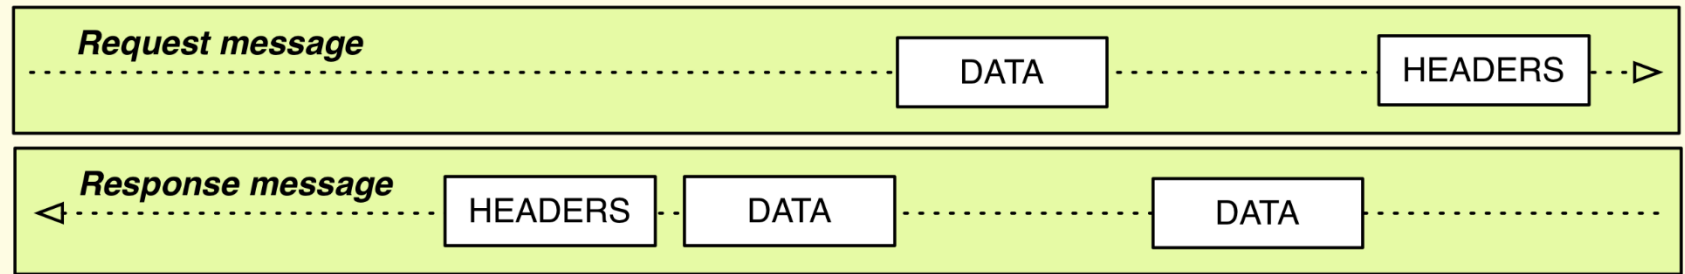 Request message
DATA
HEADERS
Response message
HEADERS
DATA
DATA